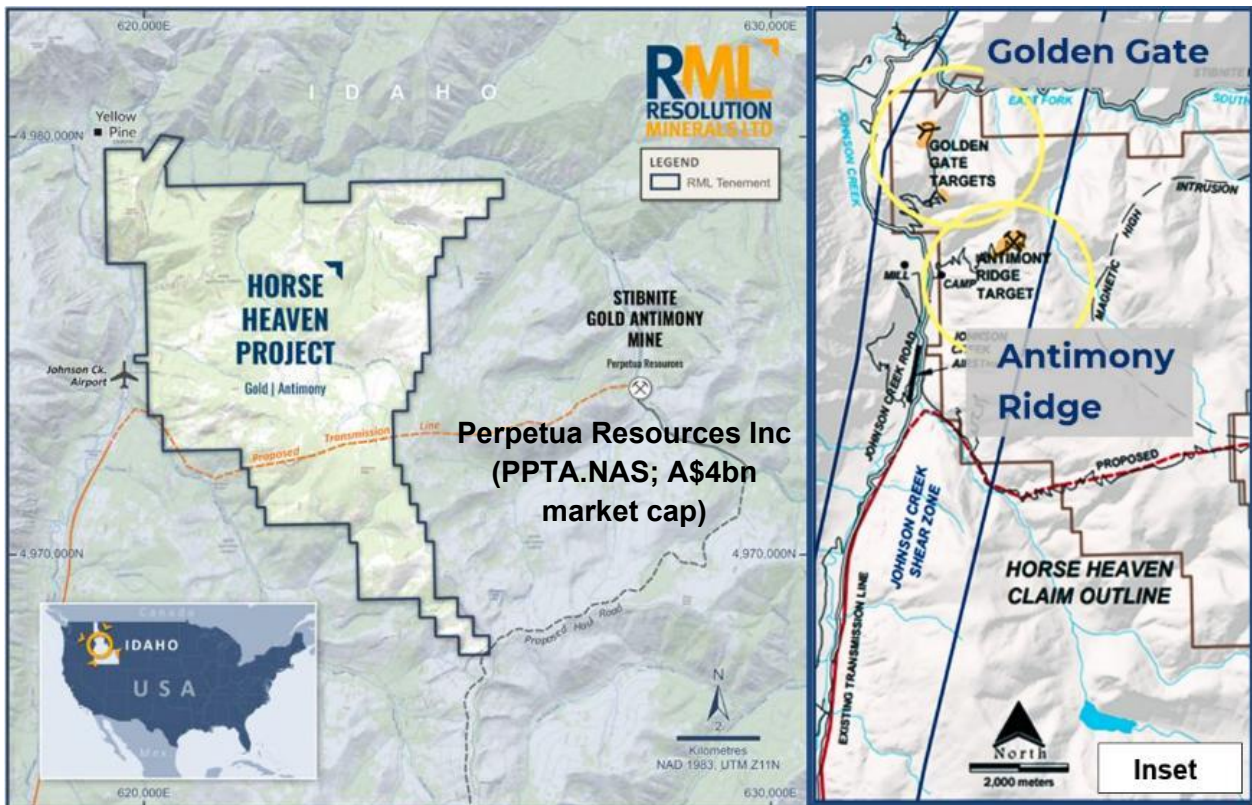 620,000E
630,000E
IDAHO
RML
RESOLUTION
MINERALS LTD
Yellow
Pine
4,980,000N
LEGEND
RML Tenement
HORSE
HEAVEN
PROJECT
Gold | Antimony
STIBNITE
GOLD ANTIMONY
MINE
Perpetua Resources
Johnson Ck.
Airport
Proposed Transmission Line
Perpetua Resources Inc
(PPTA.NAS; A$4bn
market cap)
4,970,000N
Proposed Haul Road
Canada
IDAHO
USA
N
2
Kilometres
NAD 1983, UTM Z11N
620,000E
630,000E
Golden Gate
EAST FORK
SOUTH
JOHNSON CREEK
GOLDEN
GATE
TARGETS
INTRUSION
HIGH
MAGNETIC
ANTIMONY
RIDGE
TARGET
MILL
CAMP
Antimony
Ridge
JOHNSON CREEK ROAD
PROPOSED
JOHNSON CREEK
SHEAR ZONE
HORSE HEAVEN
CLAIM OUTLINE
EXISTING TRANSMISSION LINE
North
2,000 meters
Inset